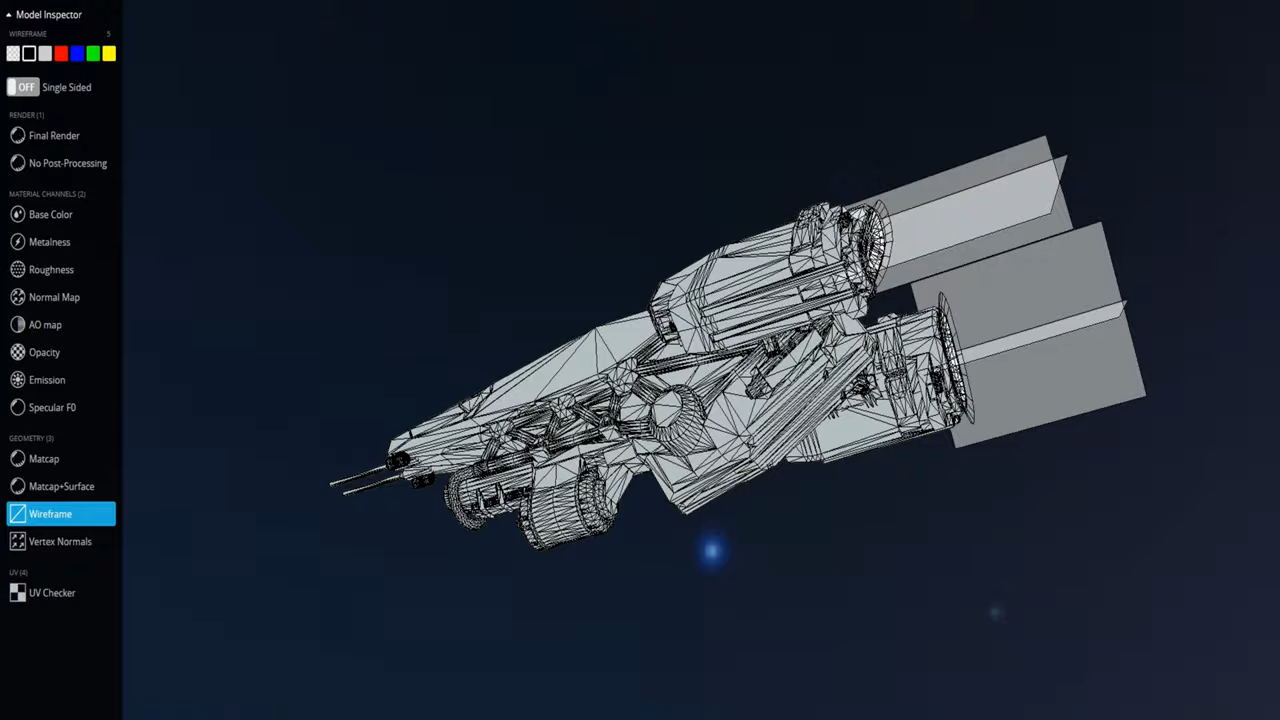 Model Inspector
WIREFRAME 5
OFF Single Sided
RENDER (1)
Final Render
No Post-Processing
MATERIAL CHANNELS (2)
Base Color
Metalness
Roughness
Normal Map
AO map
Opacity
Emission
Specular F0
GEOMETRY (3)
Matcap
Matcap+Surface
Wireframe
Vertex Normals
UV (4)
UV Checker